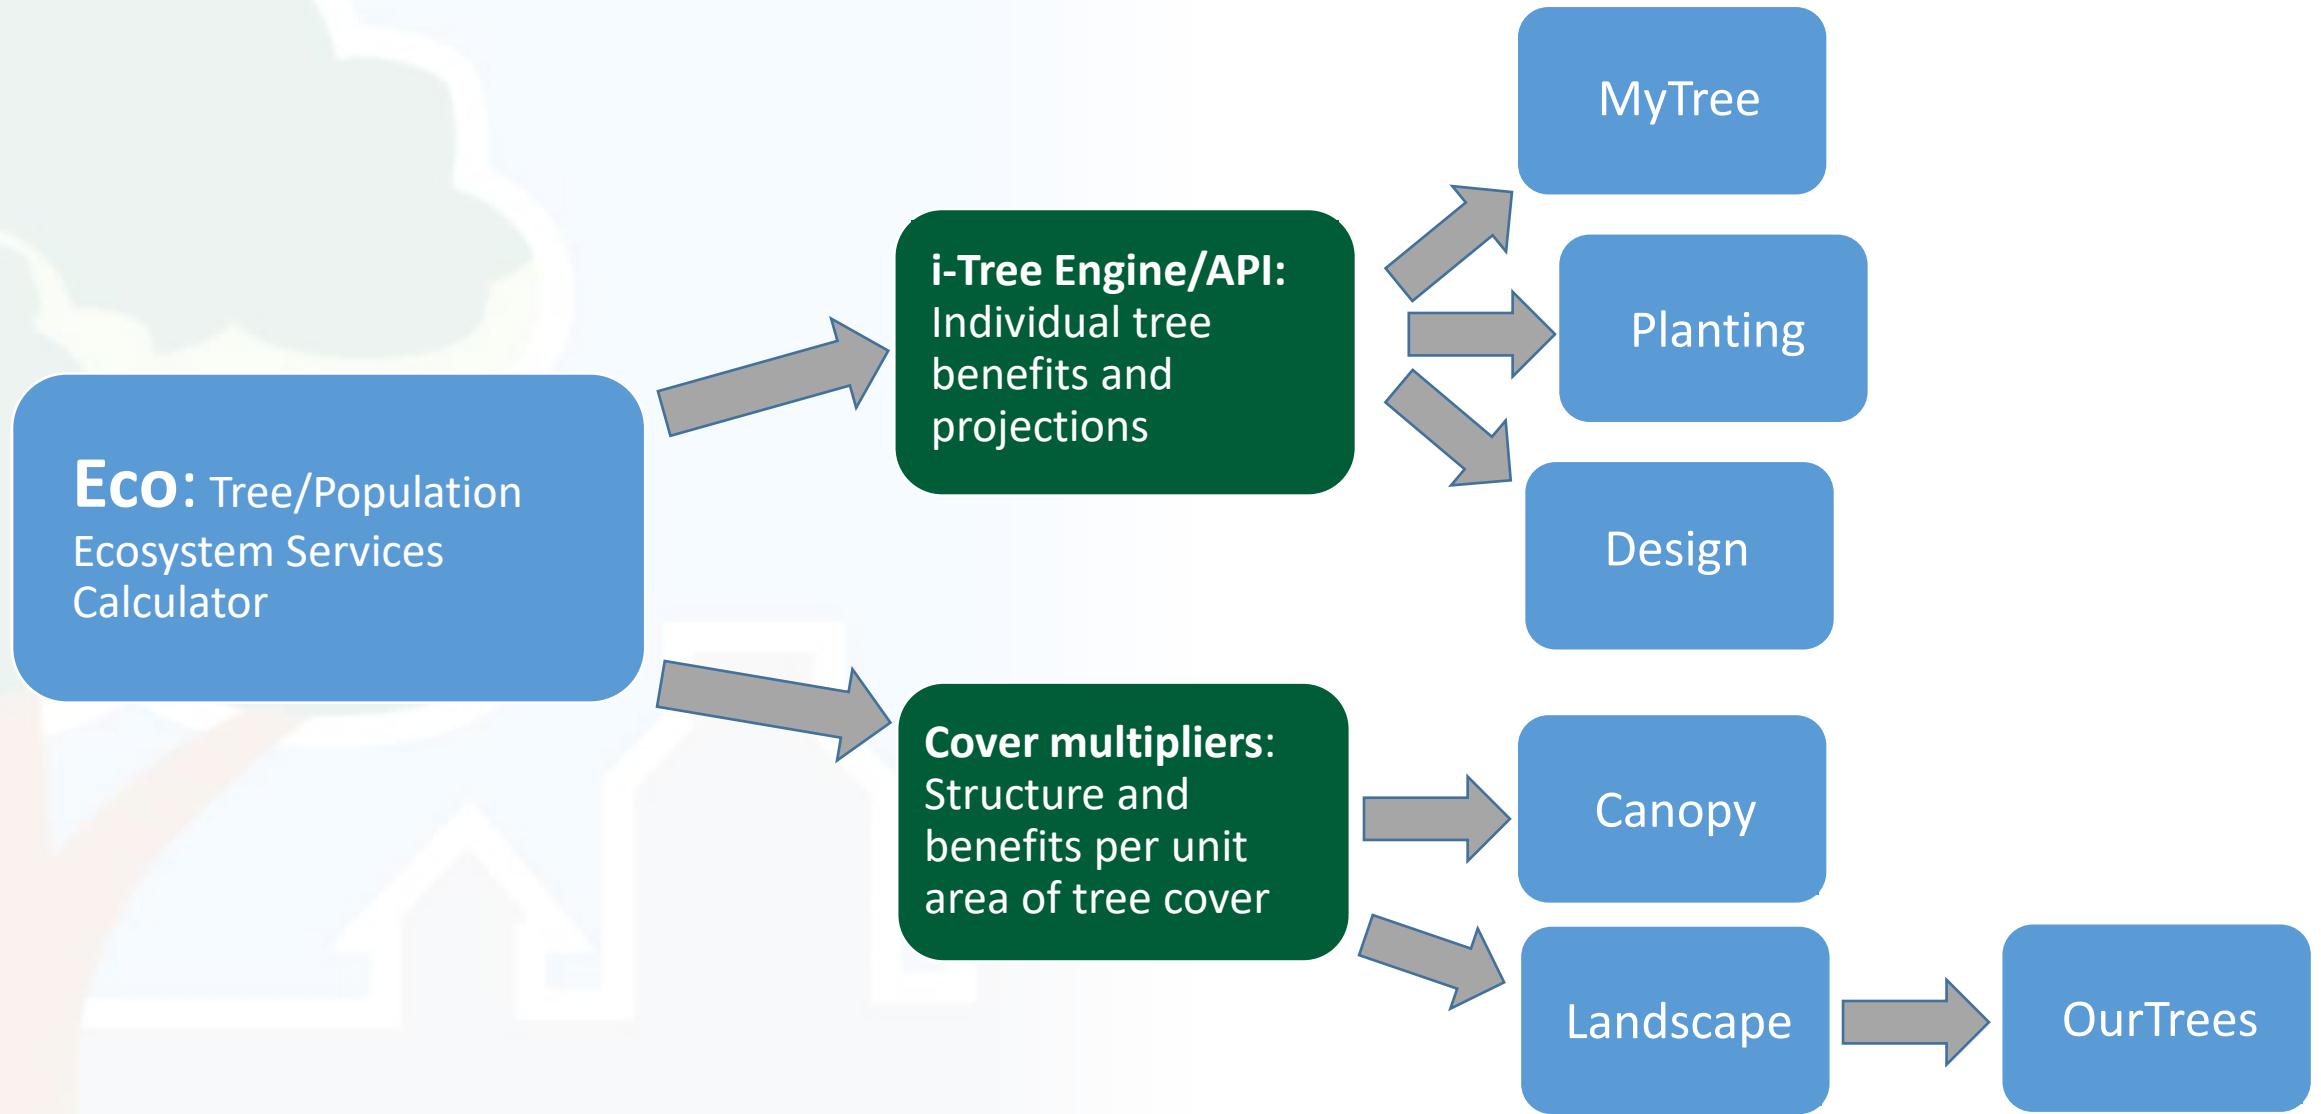 MyTree
i-Tree Engine/API:
Individual tree
benefits and
projections
Planting
Eco: Tree/Population
Ecosystem Services
Calculator
Design
Cover multipliers:
Structure and
benefits per unit
area of tree cover
Canopy
Landscape
OurTrees